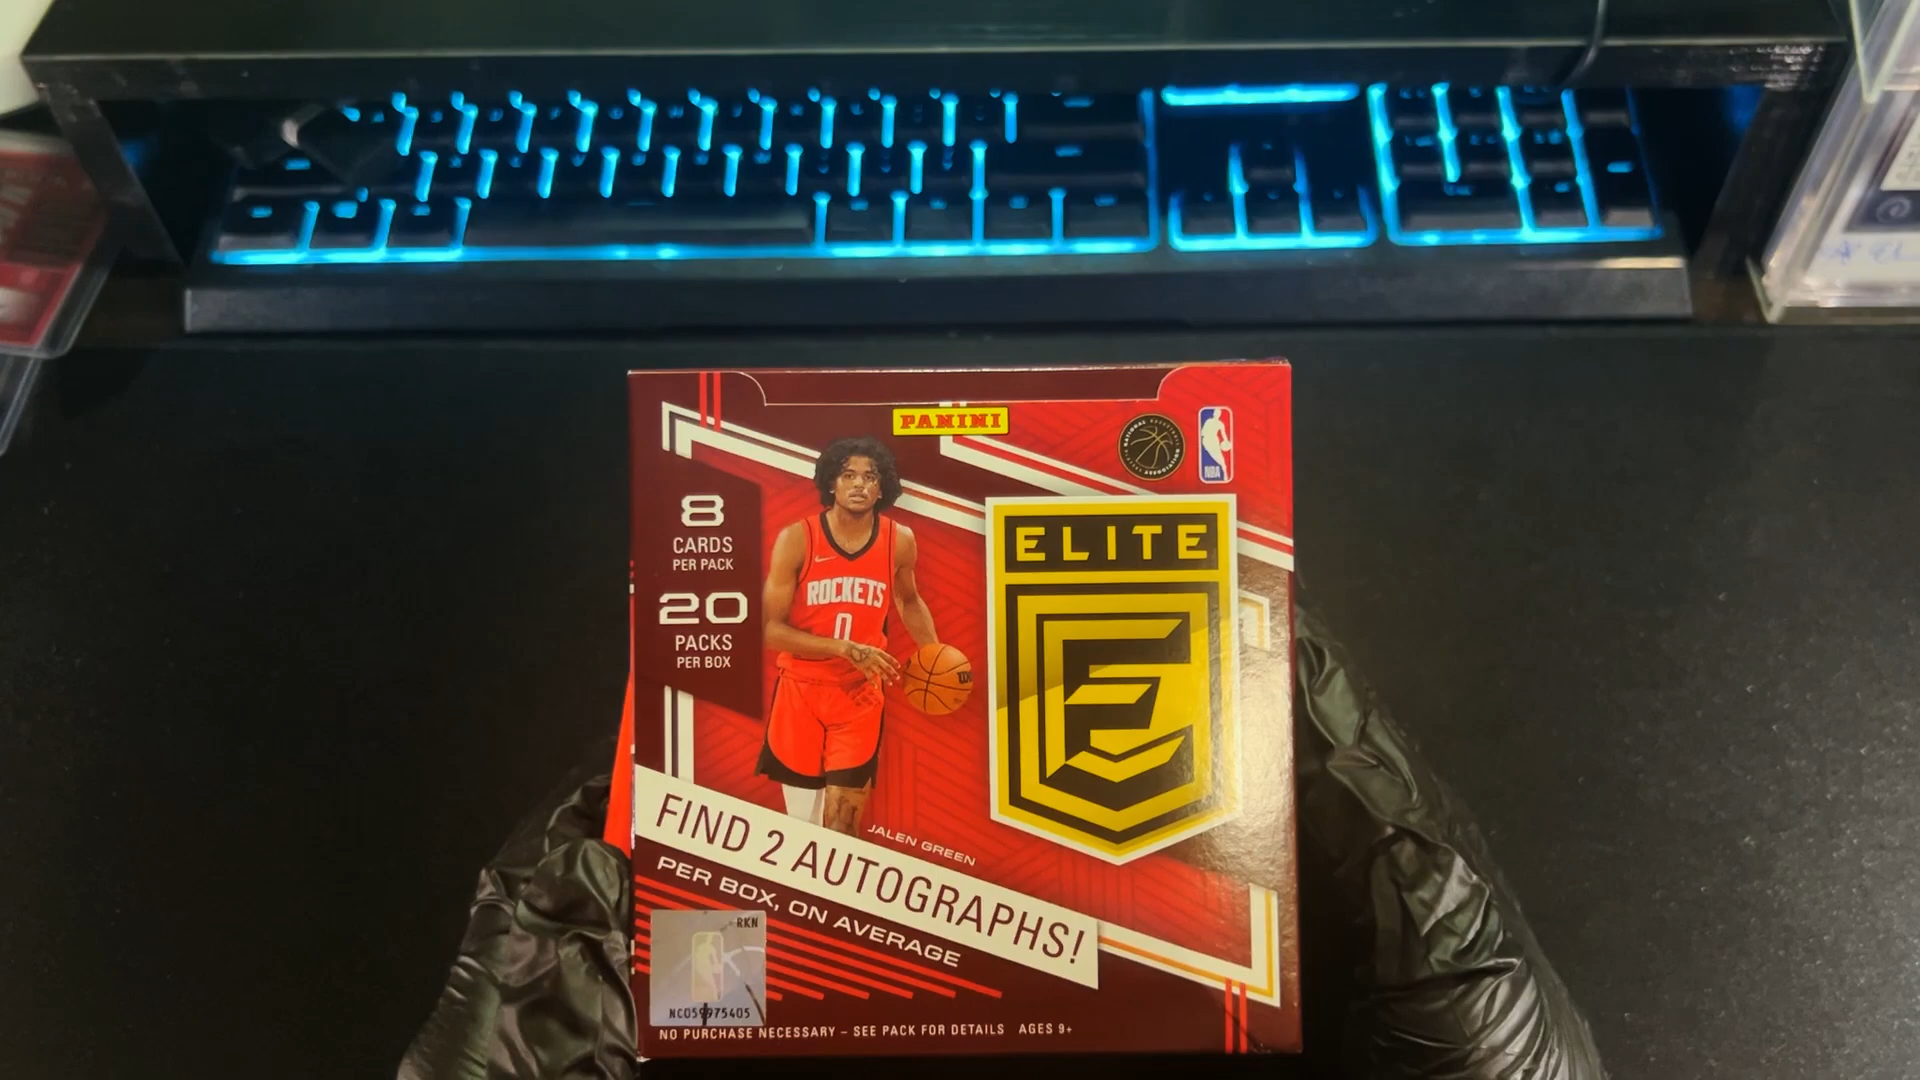 PANINI
NBA
8
CARDS
PER PACK
20
PACKS
PER BOX
ELITE
E
ROCKETS
0
JALEN GREEN
FIND 2 AUTOGRAPHS!
PER BOX, ON AVERAGE
RKN
NO PURCHASE NECESSARY – SEE PACK FOR DETAILS AGES 9+